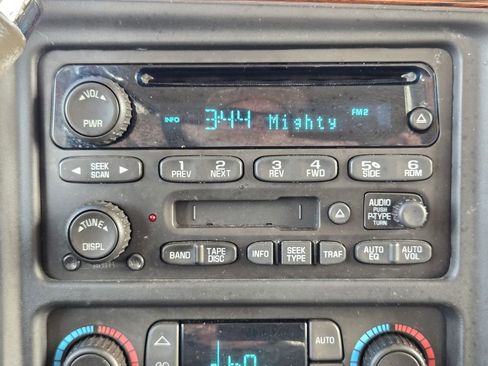 VOL
PWR
INFO 3:44 Mighty FM2
SEEK
SCAN
1 PREV
2 NEXT
3 REV
4 FWD
5 SIDE
6 RDM
TUNE
DISPL
AUDIO
PUSH
P-TYPE
TURN
BAND
TAPE
DISC
INFO
SEEK
TYPE
TRAF
AUTO
EQ
AUTO
VOL
AUTO